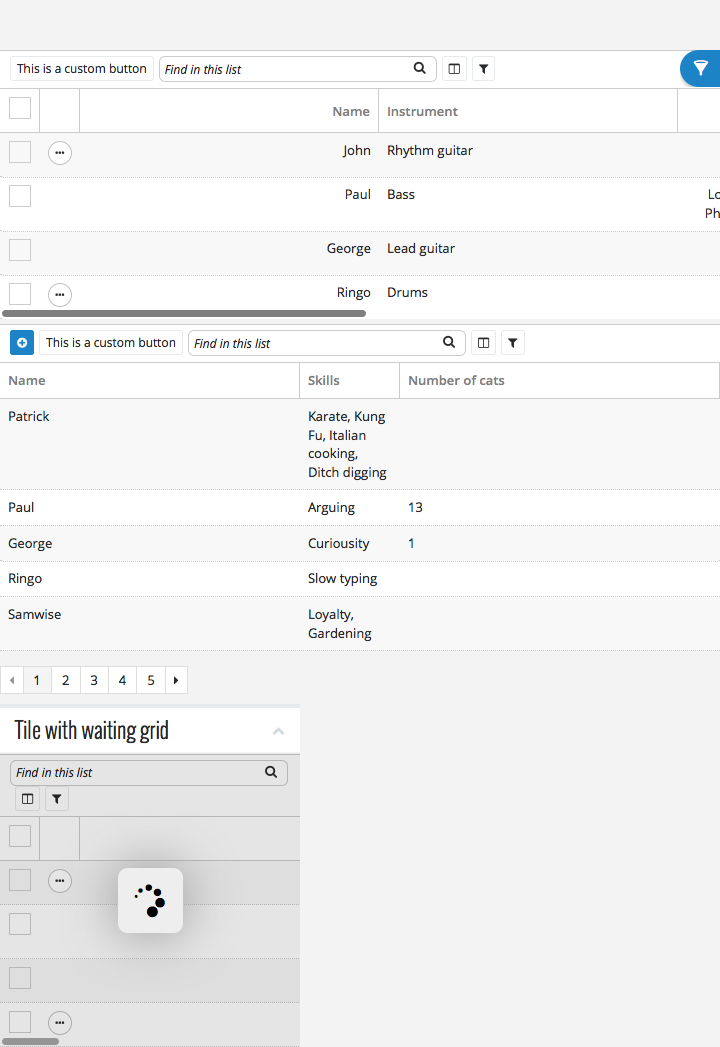 This is a custom button Find in this list
Name Instrument
John Rhythm guitar
Paul Bass Lo
Ph
George Lead guitar
Ringo Drums
This is a custom button Find in this list
Name Skills Number of cats
Patrick Karate, Kung
Fu, Italian
cooking,
Ditch digging
Paul Arguing 13
George Curiousity 1
Ringo Slow typing
Samwise Loyalty,
Gardening
1 2 3 4 5
Tile with waiting grid
Find in this list